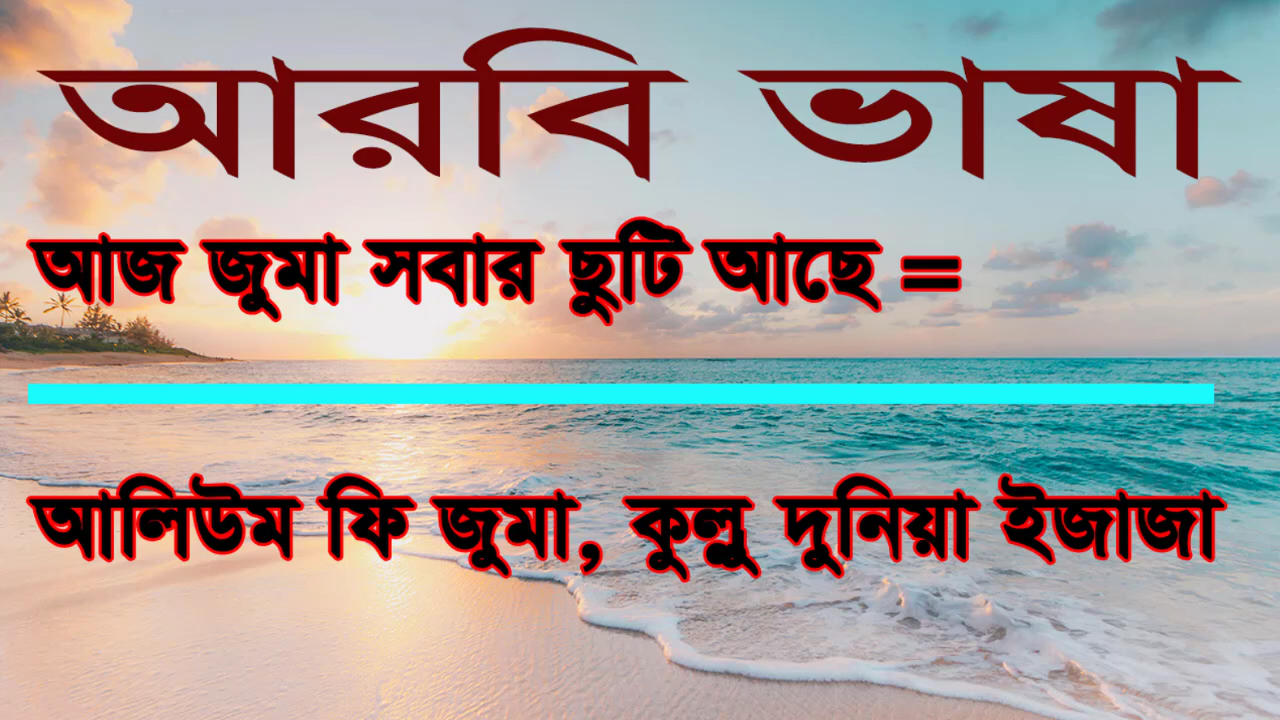 আরবি ভাষা
আজ জুমা সবার ছুটি আছে =
আলিউম ফি জুমা, কুল্লু দুনিয়া ইজাজা